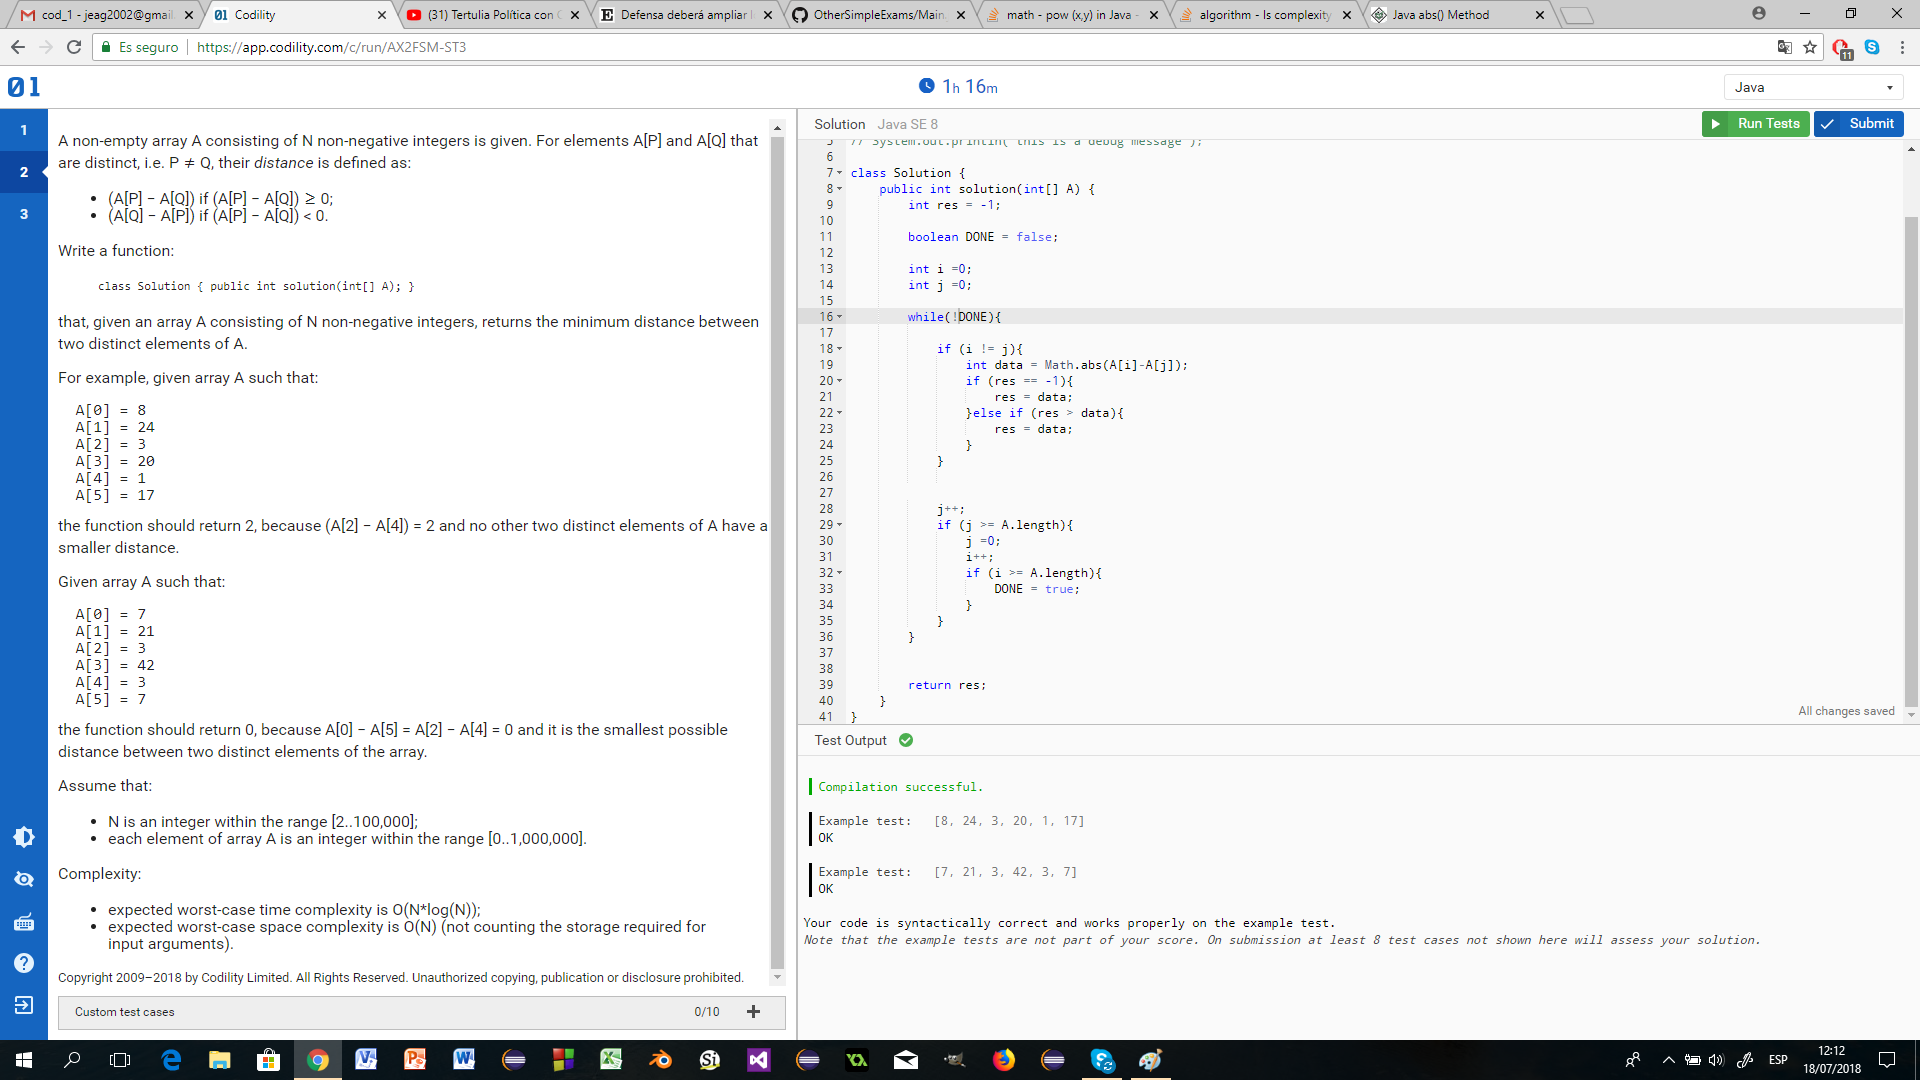 cod_1 - jeag2002@gmail.
Codility
(31) Tertulia Política con
Defensa deberá ampliar
OtherSimpleExams/Main
math - pow (x,y) in Java -
algorithm - Is complexity
Java abs() Method
Es seguro
https://app.codility.com/c/run/AX2FSM-ST3
11
01
1h 16m
Java
1
2
3
A non-empty array A consisting of N non-negative integers is given. For elements A[P] and A[Q] that
are distinct, i.e. P ≠ Q, their distance is defined as:
• (A[P] − A[Q]) if (A[P] − A[Q]) ≥ 0;
• (A[Q] − A[P]) if (A[P] − A[Q]) < 0.
Write a function:
class Solution { public int solution(int[] A); }
that, given an array A consisting of N non-negative integers, returns the minimum distance between
two distinct elements of A.
For example, given array A such that:
A[0] = 8
A[1] = 24
A[2] = 3
A[3] = 20
A[4] = 1
A[5] = 17
the function should return 2, because (A[2] − A[4]) = 2 and no other two distinct elements of A have a
smaller distance.
Given array A such that:
A[0] = 7
A[1] = 21
A[2] = 3
A[3] = 42
A[4] = 3
A[5] = 7
the function should return 0, because A[0] − A[5] = A[2] − A[4] = 0 and it is the smallest possible
distance between two distinct elements of the array.
Assume that:
• N is an integer within the range [2..100,000];
• each element of array A is an integer within the range [0..1,000,000].
Complexity:
• expected worst-case time complexity is O(N*log(N));
• expected worst-case space complexity is O(N) (not counting the storage required for
input arguments).
Copyright 2009–2018 by Codility Limited. All Rights Reserved. Unauthorized copying, publication or disclosure prohibited.
Custom test cases
0/10
Solution Java SE 8
Run Tests
Submit
5 // System.out.println("this is a debug message");
6
7 class Solution {
8 public int solution(int[] A) {
9 int res = -1;
10
11 boolean DONE = false;
12
13 int i =0;
14 int j =0;
15
16 while(!DONE){
17
18 if (i != j){
19 int data = Math.abs(A[i]-A[j]);
20 if (res == -1){
21 res = data;
22 }else if (res > data){
23 res = data;
24 }
25 }
26
27
28 j++;
29 if (j >= A.length){
30 j =0;
31 i++;
32 if (i >= A.length){
33 DONE = true;
34 }
35 }
36 }
37
38
39 return res;
40 }
41 }
All changes saved
Test Output
Compilation successful.
Example test: [8, 24, 3, 20, 1, 17]
OK
Example test: [7, 21, 3, 42, 3, 7]
OK
Your code is syntactically correct and works properly on the example test.
Note that the example tests are not part of your score. On submission at least 8 test cases not shown here will assess your solution.
ESP
12:12
18/07/2018